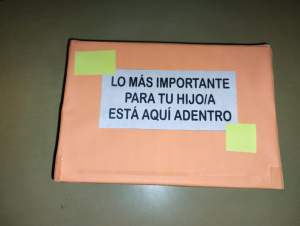 LO MÁS IMPORTANTE
PARA TU HIJO/A
ESTÁ AQUÍ ADENTRO